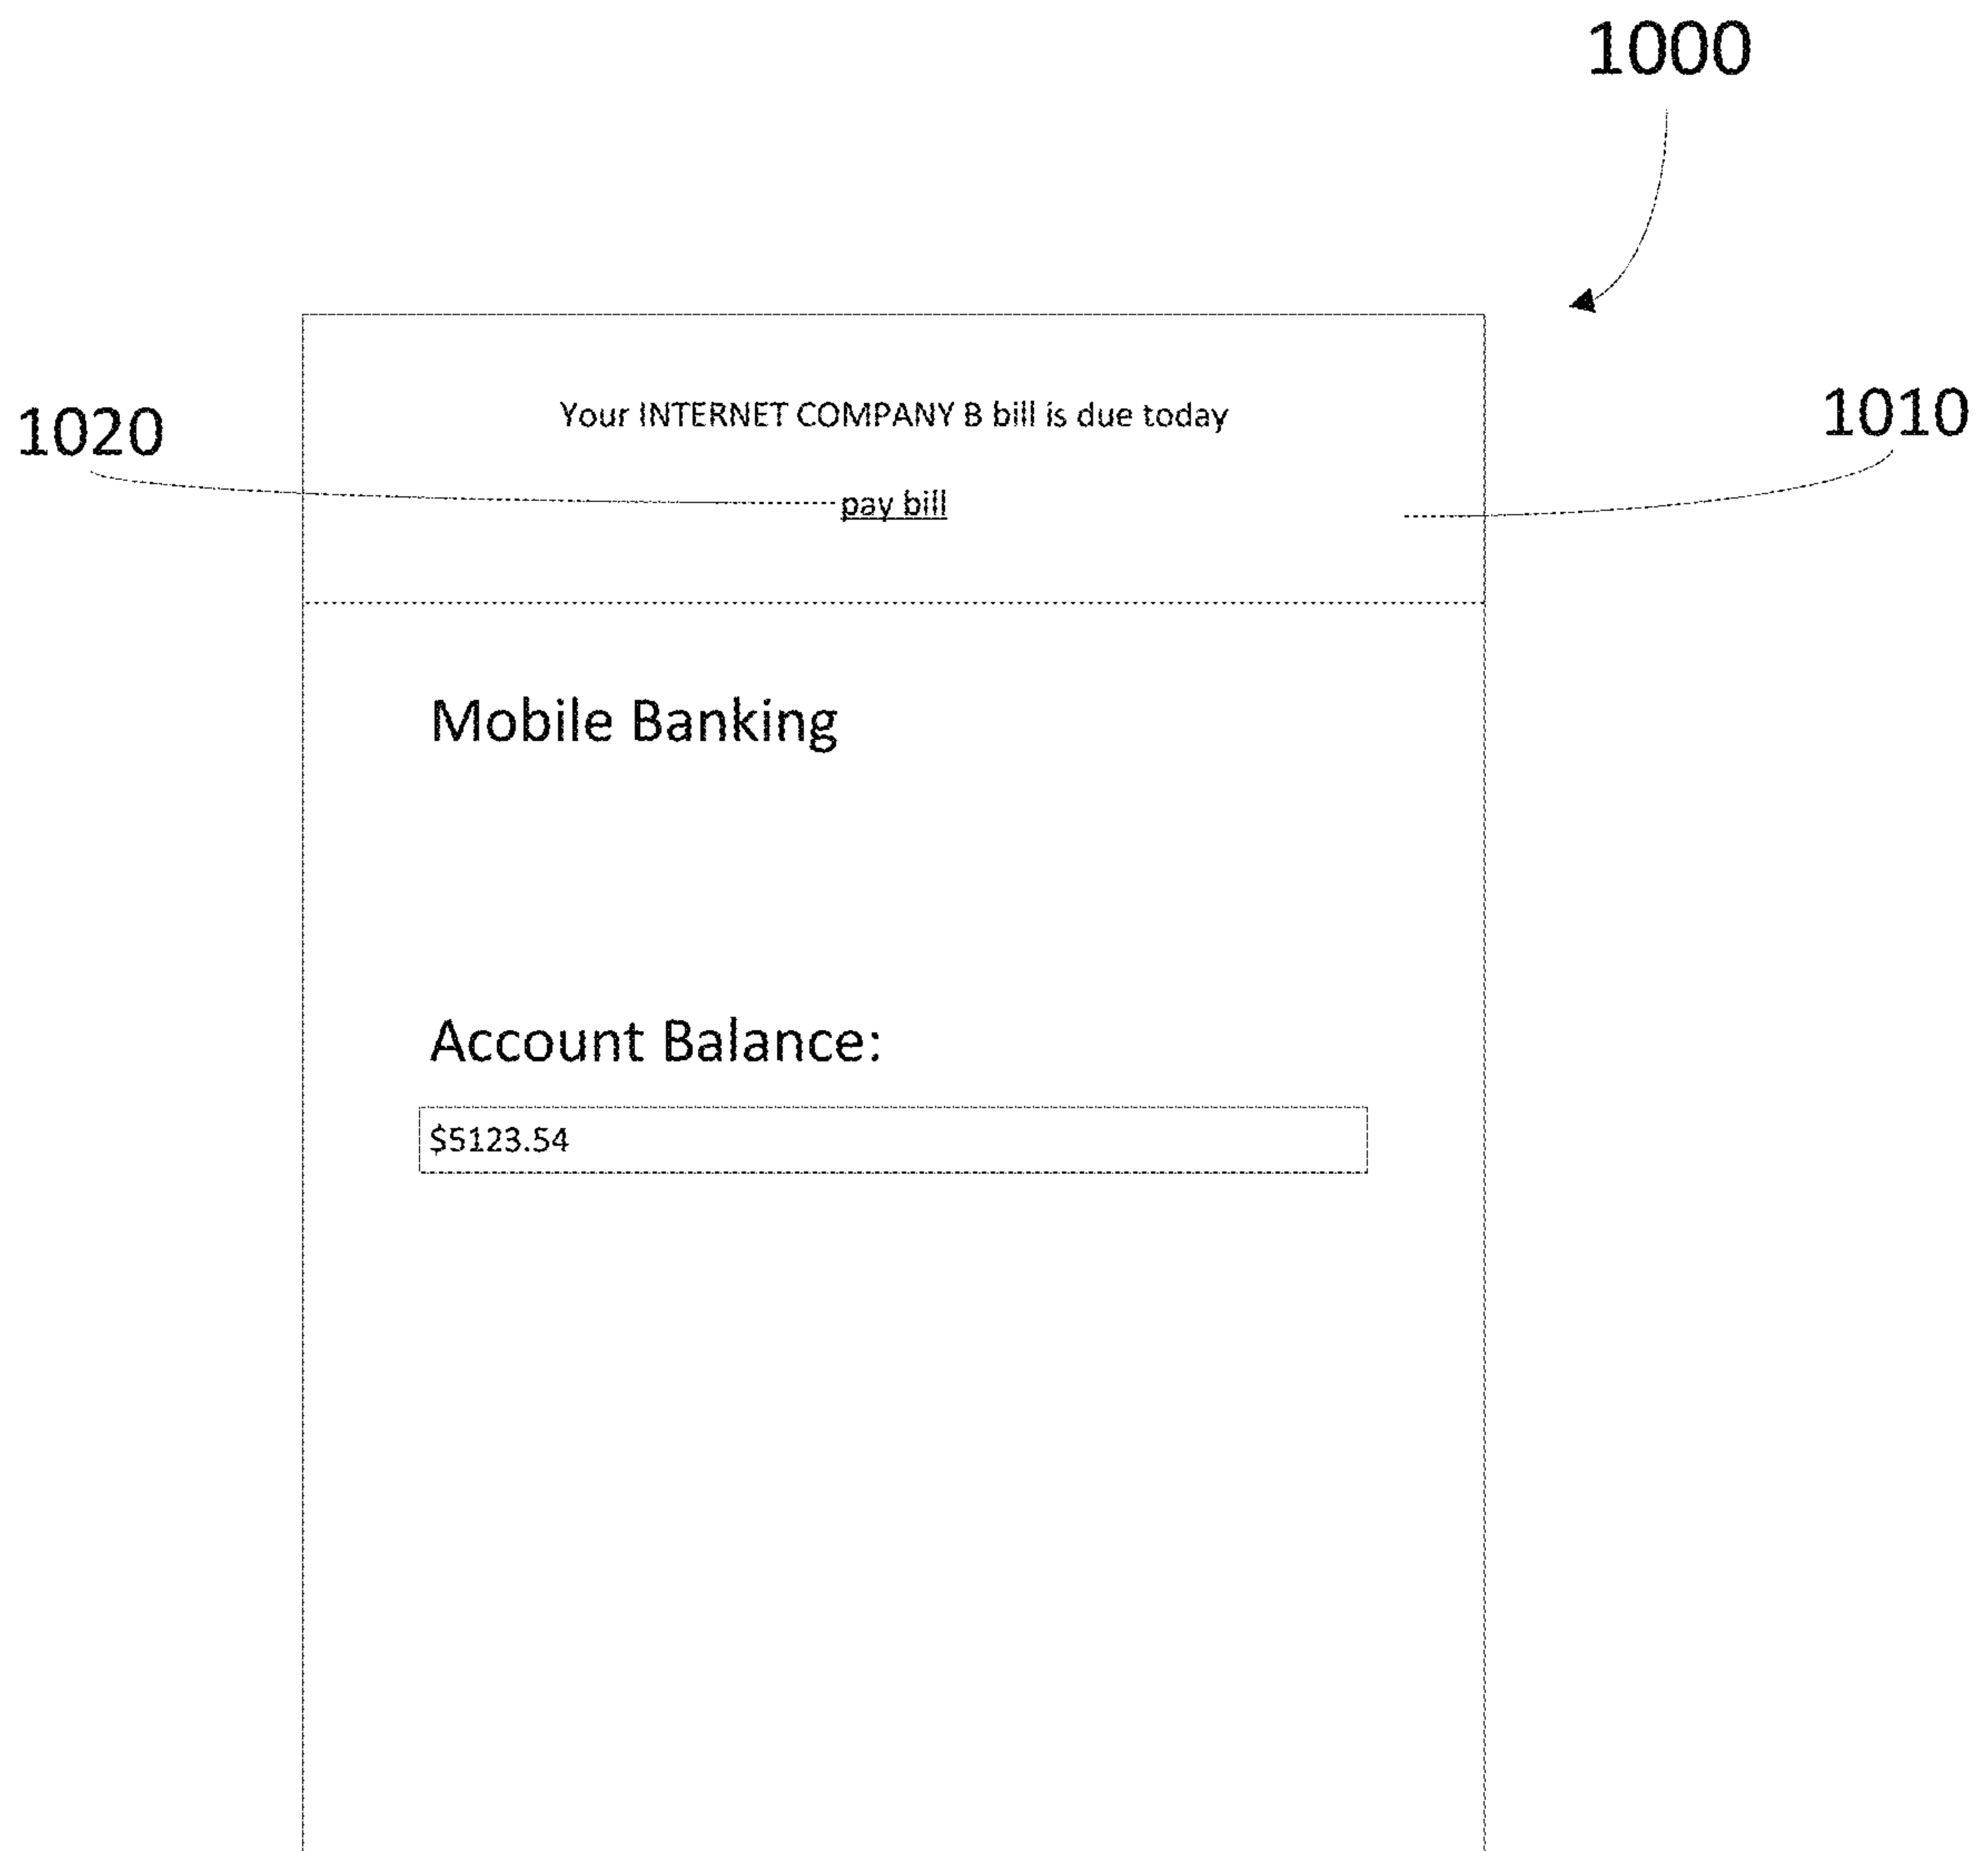 1000
Your INTERNET COMPANY B bill is due today
1020
1010
pay bill
Mobile Banking
Account Balance:
$5123.54